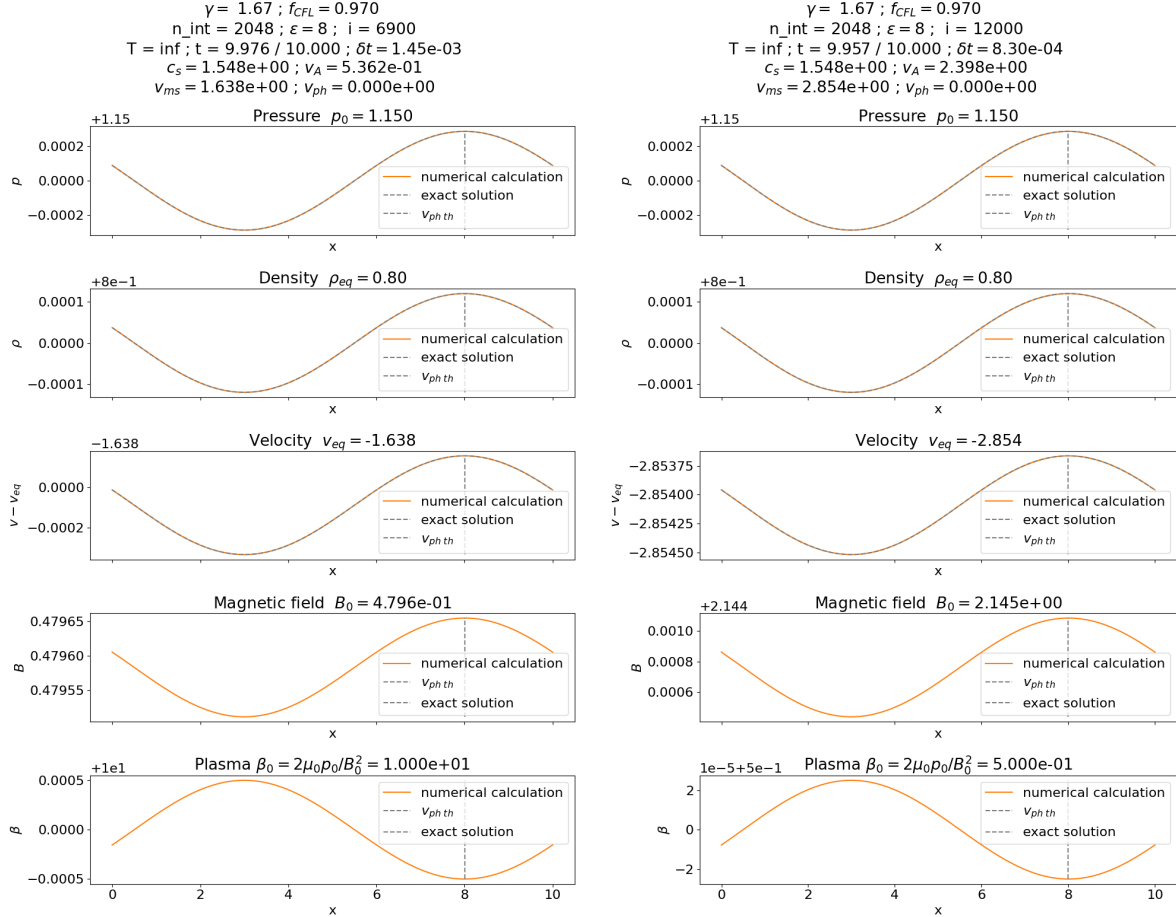 γ = 1.67 ; f_CFL = 0.970
n_int = 2048 ; ε = 8 ; i = 6900
T = inf ; t = 9.976 / 10.000 ; δt = 1.45e-03
c_s = 1.548e+00 ; v_A = 5.362e-01
v_ms = 1.638e+00 ; v_ph = 0.000e+00
+1.15
Pressure p_0 = 1.150
0.0002
0.0000
−0.0002
p
numerical calculation
exact solution
v_ph th
x
+8e−1
Density ρ_eq = 0.80
0.0001
0.0000
−0.0001
ρ
numerical calculation
exact solution
v_ph th
x
−1.638
Velocity v_eq = -1.638
0.0000
−0.0002
v − v_eq
numerical calculation
exact solution
v_ph th
x
Magnetic field B_0 = 4.796e-01
0.47965
0.47960
0.47955
B
numerical calculation
v_ph th
exact solution
x
+1e1
Plasma β_0 = 2μ_0p_0/B_0^2 = 1.000e+01
0.0005
0.0000
−0.0005
β
numerical calculation
v_ph th
exact solution
0 2 4 6 8 10
x
γ = 1.67 ; f_CFL = 0.970
n_int = 2048 ; ε = 8 ; i = 12000
T = inf ; t = 9.957 / 10.000 ; δt = 8.30e-04
c_s = 1.548e+00 ; v_A = 2.398e+00
v_ms = 2.854e+00 ; v_ph = 0.000e+00
+1.15
Pressure p_0 = 1.150
0.0002
0.0000
−0.0002
p
numerical calculation
exact solution
v_ph th
x
+8e−1
Density ρ_eq = 0.80
0.0001
0.0000
−0.0001
ρ
numerical calculation
exact solution
v_ph th
x
Velocity v_eq = -2.854
−2.85375
−2.85400
−2.85425
−2.85450
v − v_eq
numerical calculation
exact solution
v_ph th
x
+2.144
Magnetic field B_0 = 2.145e+00
0.0010
0.0008
0.0006
B
numerical calculation
v_ph th
exact solution
x
1e−5+5e−1
Plasma β_0 = 2μ_0p_0/B_0^2 = 5.000e-01
2
0
−2
β
numerical calculation
v_ph th
exact solution
0 2 4 6 8 10
x